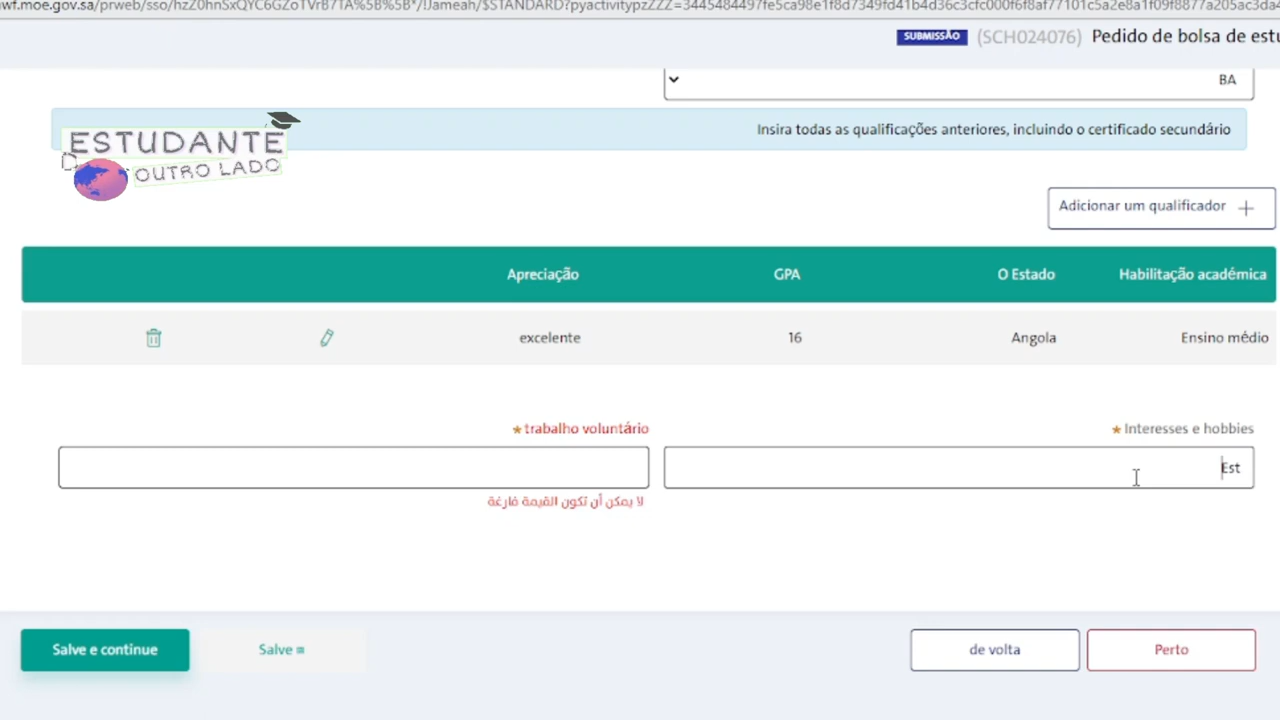 SUBMISSÃO (SCH024076) Pedido de bolsa de estu
BA
Insira todas as qualificações anteriores, incluindo o certificado secundário
ESTUDANTE
D
OUTRO LADO
Adicionar um qualificador +
Apreciação GPA O Estado Habilitação académica
excelente 16 Angola Ensino médio
* trabalho voluntário * Interesses e hobbies
Est
لا يمكن أن تكون القيمة فارغة
Salve e continue Salve de volta Perto